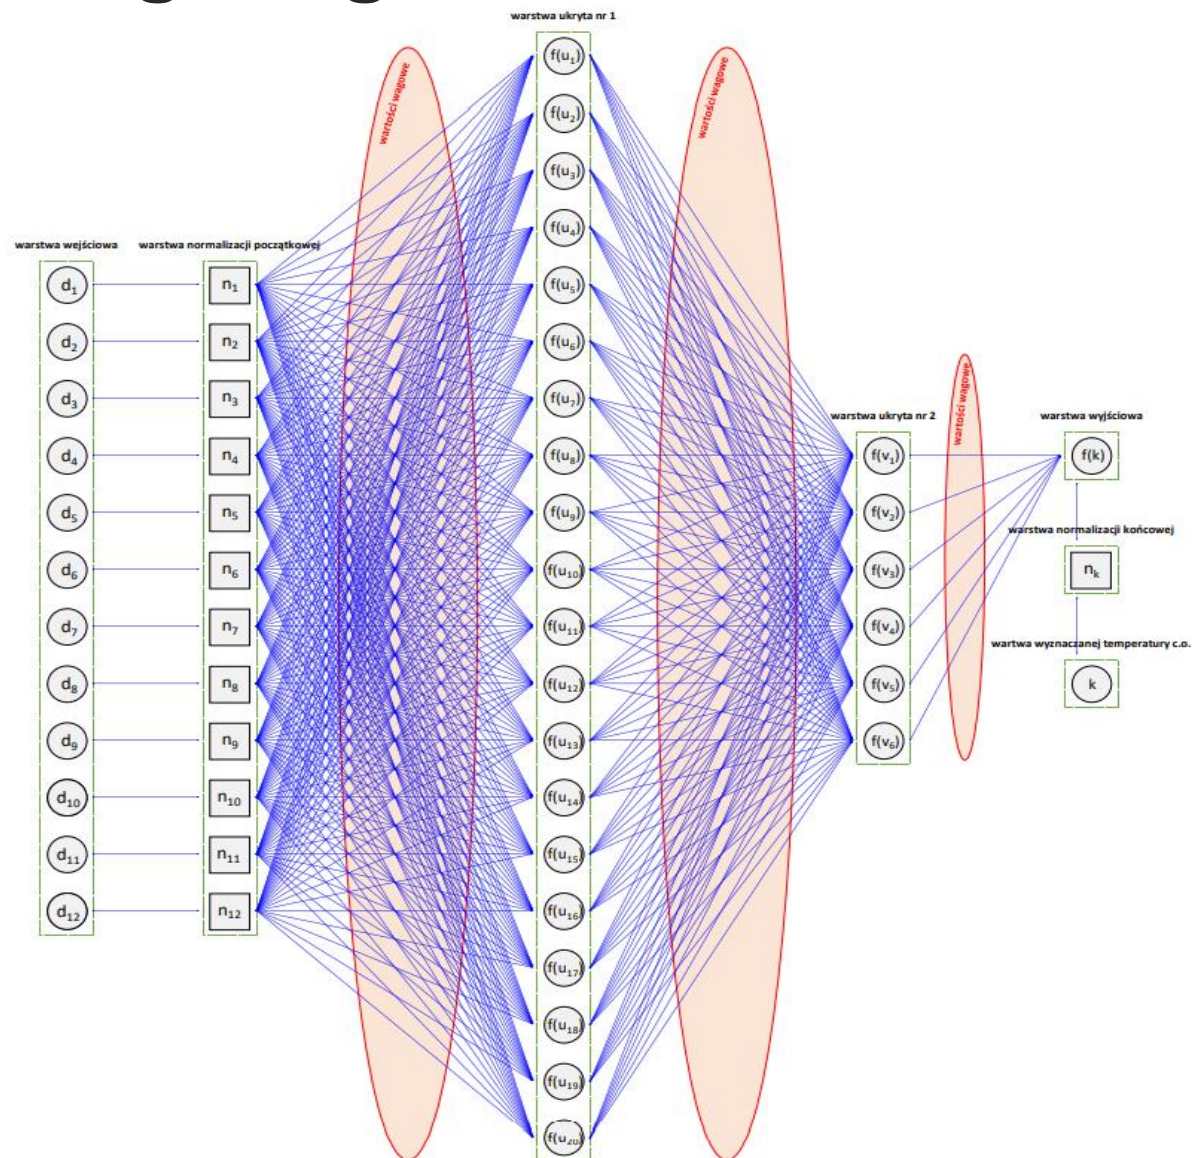 warstwa ukryta nr 1
wartości wagowe
wartości wagowe
f(u1)
f(u2)
f(u3)
f(u4)
f(u5)
f(u6)
f(u7)
f(u8)
f(u9)
f(u10)
f(u11)
f(u12)
f(u13)
f(u14)
f(u15)
f(u16)
f(u17)
f(u18)
f(u19)
f(u20)
warstwa wejściowa
d1
d2
d3
d4
d5
d6
d7
d8
d9
d10
d11
d12
warstwa normalizacji początkowej
n1
n2
n3
n4
n5
n6
n7
n8
n9
n10
n11
n12
warstwa ukryta nr 2
f(v1)
f(v2)
f(v3)
f(v4)
f(v5)
f(v6)
wartości wagowe
warstwa wyjściowa
f(k)
warstwa normalizacji końcowej
nk
wartwa wyznaczanej temperatury c.o.
k